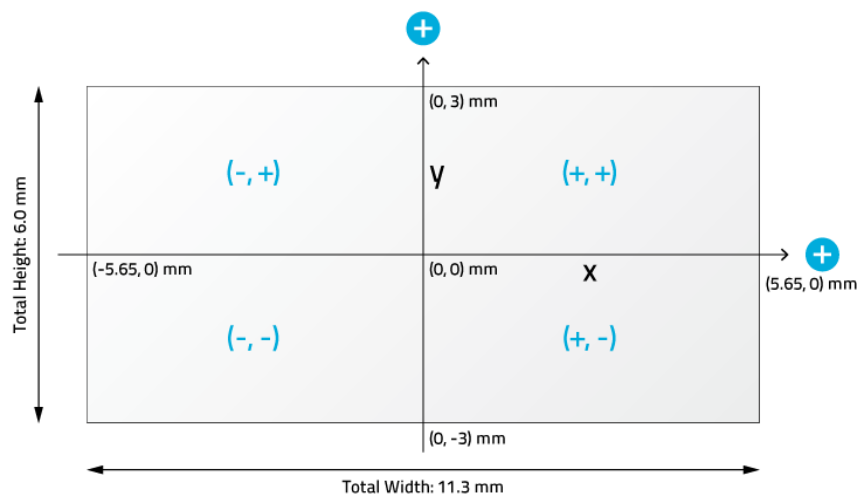 +
(0, 3) mm
(-, +)
y
(+, +)
Total Height: 6.0 mm
+
(-5.65, 0) mm
(0, 0) mm
x
(5.65, 0) mm
(-, -)
(+, -)
(0, -3) mm
Total Width: 11.3 mm